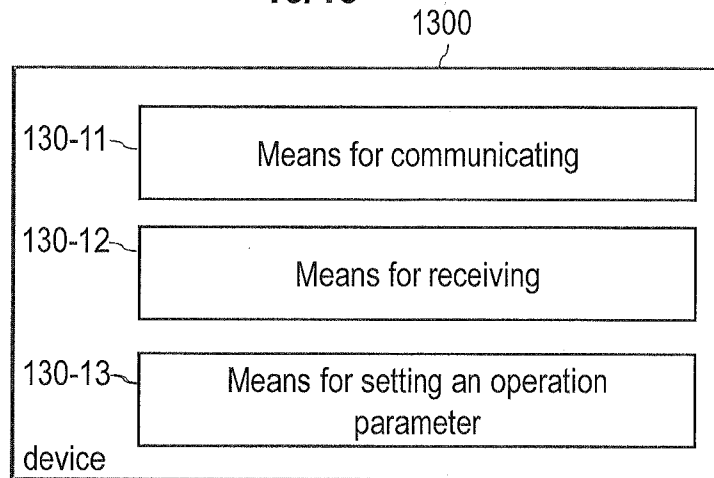 1300
130-11
Means for communicating
130-12
Means for receiving
130-13
Means for setting an operation
parameter
device